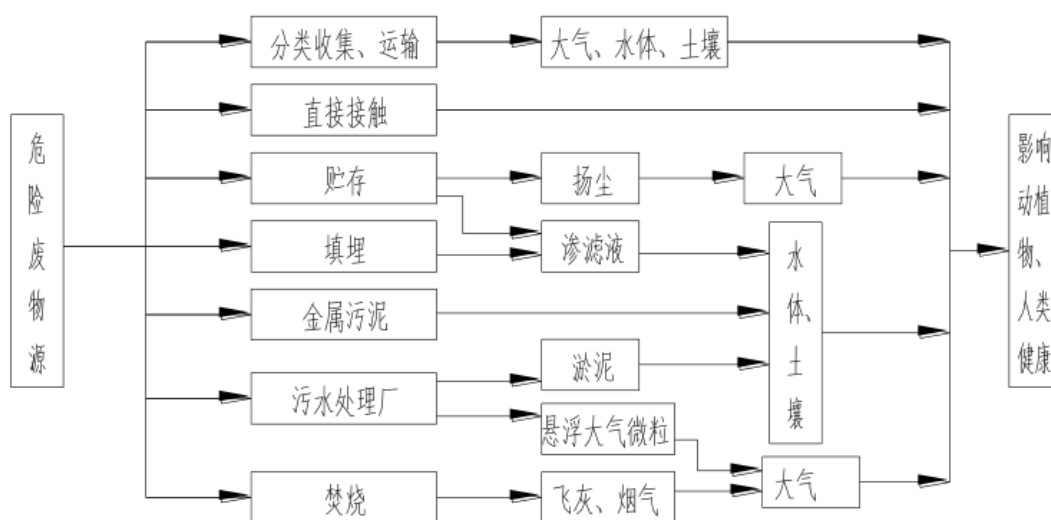 危险废物源
分类收集、运输
大气、水体、土壤
直接接触
贮存
扬尘
大气
填埋
渗滤液
金属污泥
水体、土壤
污水处理厂
淤泥
悬浮大气微粒
焚烧
飞灰、烟气
大气
影响
动植
物、
人类
健康